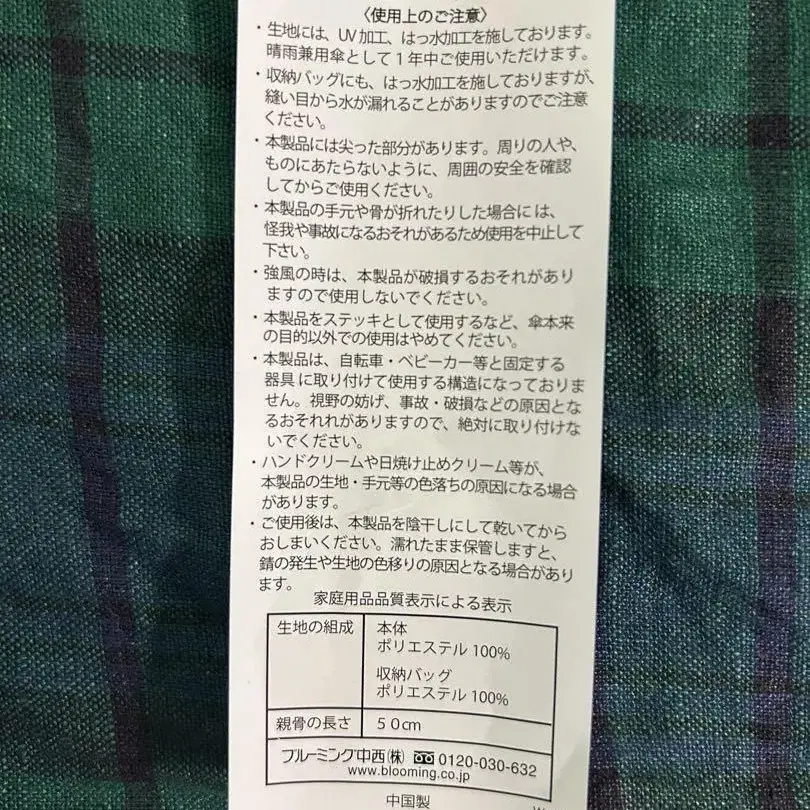 〈使用上のご注意〉
・生地には、UV加工、はっ水加工を施しております。
晴雨兼用傘として1年中ご使用いただけます。
・収納バッグにも、はっ水加工を施しておりますが、
縫い目から水が漏れることがありますのでご注意
ください。
・本製品には尖った部分があります。周りの人や、
ものにあたらないように、周囲の安全を確認
してからご使用ください。
・本製品の手元や骨が折れたりした場合には、
怪我や事故になるおそれがあるため使用を中止して
下さい。
・強風の時は、本製品が破損するおそれがあり
ますので使用しないでください。
・本製品をステッキとして使用するなど、傘本来
の目的以外での使用はやめてください。
・本製品は、自転車・ベビーカー等と固定する
器具に取り付けて使用する構造になっておりま
せん。視野の妨げ、事故・破損などの原因とな
るおそれれがありますので、絶対に取り付けな
いでください。
・ハンドクリームや日焼け止めクリーム等が、
本製品の生地・手元等の色落ちの原因になる場合
があります。
・ご使用後は、本製品を陰干しにして乾いてから
おしまいください。濡れたまま保管しますと、
錆の発生や生地の色移りの原因となる場合があり
ます。
家庭用品品質表示による表示
生地の組成 本体
ポリエステル 100%
収納バッグ
ポリエステル 100%
親骨の長さ 50cm
ブルーミング中西(株) 0120-030-632
www.blooming.co.jp
中国製